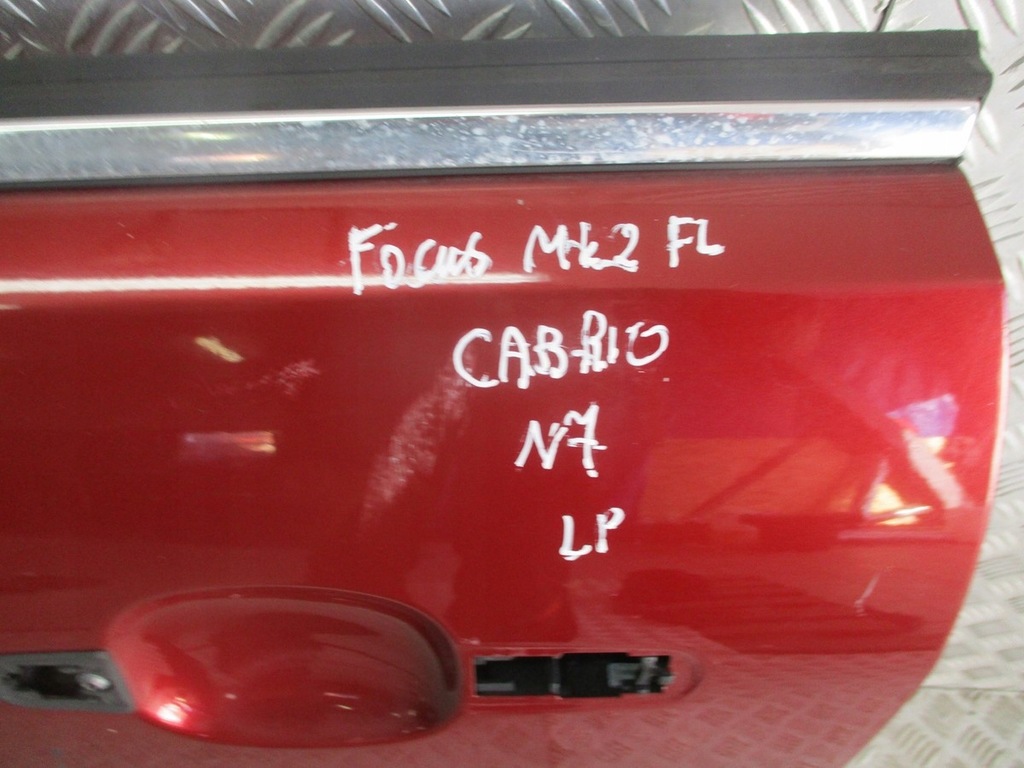 Focus Mk2 FL
CABRIO
N7
LP